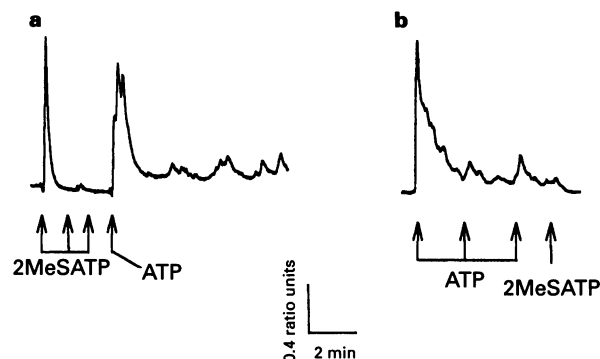 a
b
2MeSATP
ATP
ATP
2MeSATP
0.4 ratio units
2 min